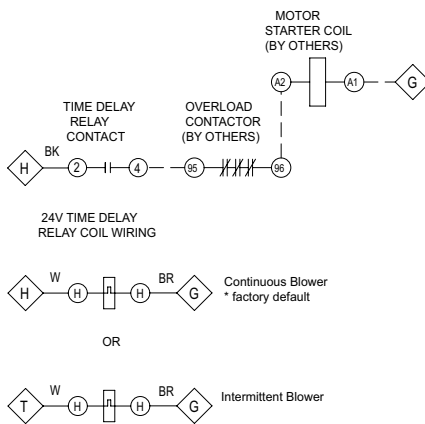 MOTOR
STARTER COIL
(BY OTHERS)
A2
A1
G
TIME DELAY
RELAY
CONTACT
OVERLOAD
CONTACTOR
(BY OTHERS)
H
BK
2
4
95
96
24V TIME DELAY
RELAY COIL WIRING
H
W
H
H
BR
G
Continuous Blower
* factory default
OR
T
W
H
H
BR
G
Intermittent Blower